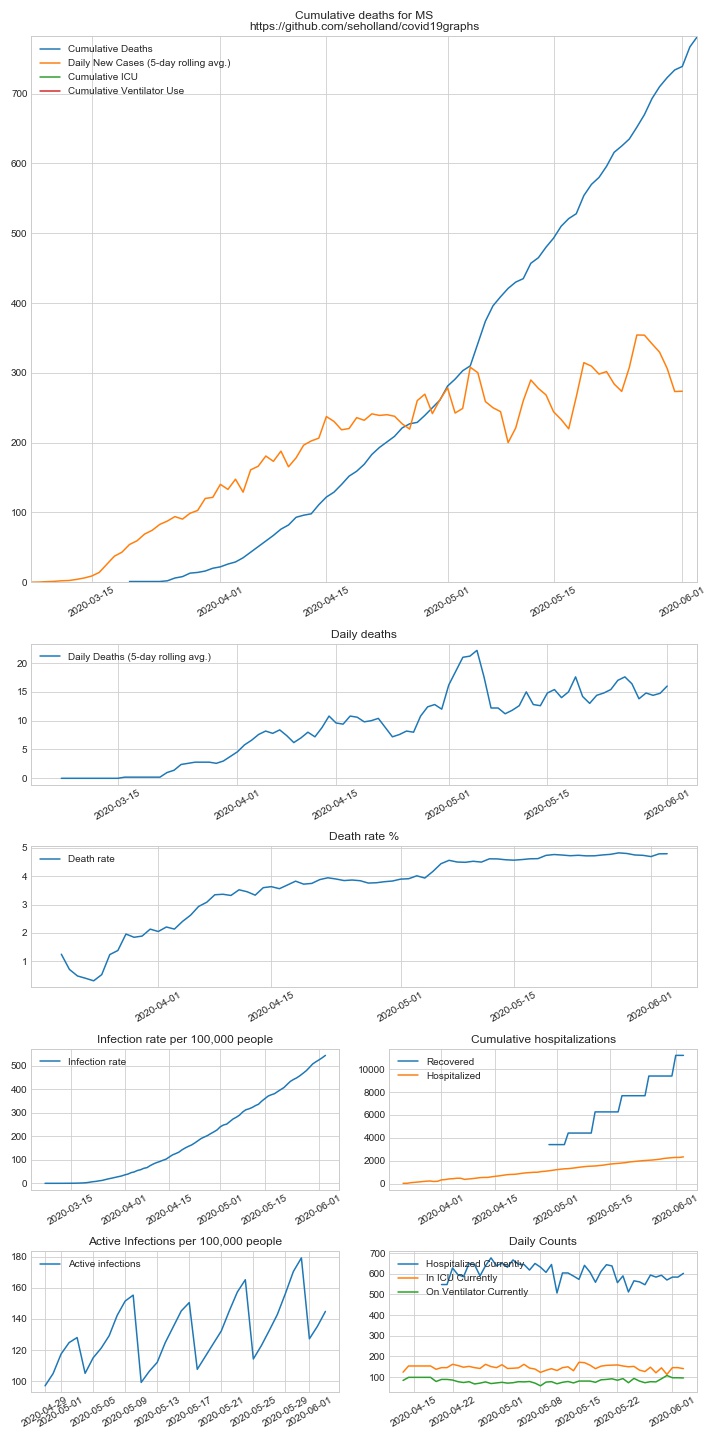 Cumulative deaths for MS
https://github.com/seholland/covid19graphs
Cumulative Deaths
Daily New Cases (5-day rolling avg.)
Cumulative ICU
Cumulative Ventilator Use
700
600
500
400
300
200
100
0
2020-03-15 2020-04-01 2020-04-15 2020-05-01 2020-05-15 2020-06-01
Daily deaths
Daily Deaths (5-day rolling avg.)
20
15
10
5
0
2020-03-15 2020-04-01 2020-04-15 2020-05-01 2020-05-15 2020-06-01
Death rate %
Death rate
5
4
3
2
1
2020-04-01 2020-04-15 2020-05-01 2020-05-15 2020-06-01
Infection rate per 100,000 people
Infection rate
500
400
300
200
100
0
2020-03-15 2020-04-01 2020-04-15 2020-05-01 2020-05-15 2020-06-01
Cumulative hospitalizations
Recovered
Hospitalized
10000
8000
6000
4000
2000
0
2020-04-01 2020-04-15 2020-05-01 2020-05-15 2020-06-01
Active Infections per 100,000 people
Active infections
180
160
140
120
100
2020-04-29 2020-05-01 2020-05-05 2020-05-09 2020-05-13 2020-05-17 2020-05-21 2020-05-25 2020-05-29 2020-06-01
Daily Counts
Hospitalized Currently
In ICU Currently
On Ventilator Currently
700
600
500
400
300
200
100
2020-04-15 2020-04-22 2020-05-01 2020-05-08 2020-05-15 2020-05-22 2020-06-01